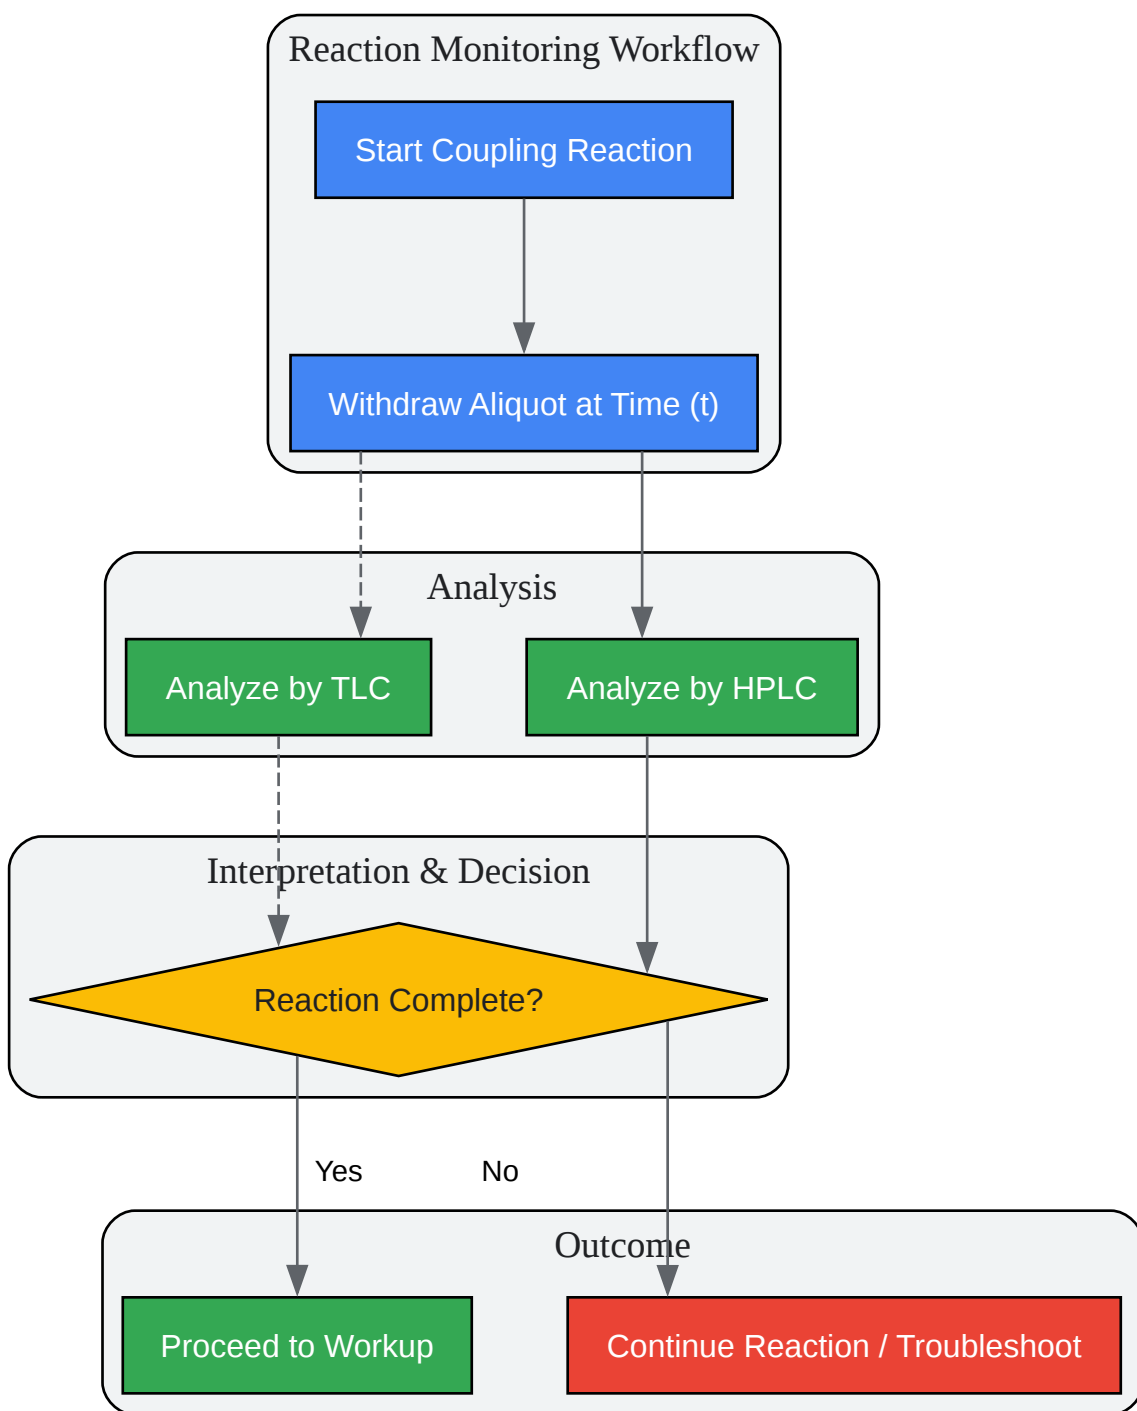 Reaction Monitoring Workflow
Start Coupling Reaction
Withdraw Aliquot at Time (t)
Analysis
Analyze by TLC
Analyze by HPLC
Interpretation & Decision
Reaction Complete?
Yes
No
Outcome
Proceed to Workup
Continue Reaction / Troubleshoot